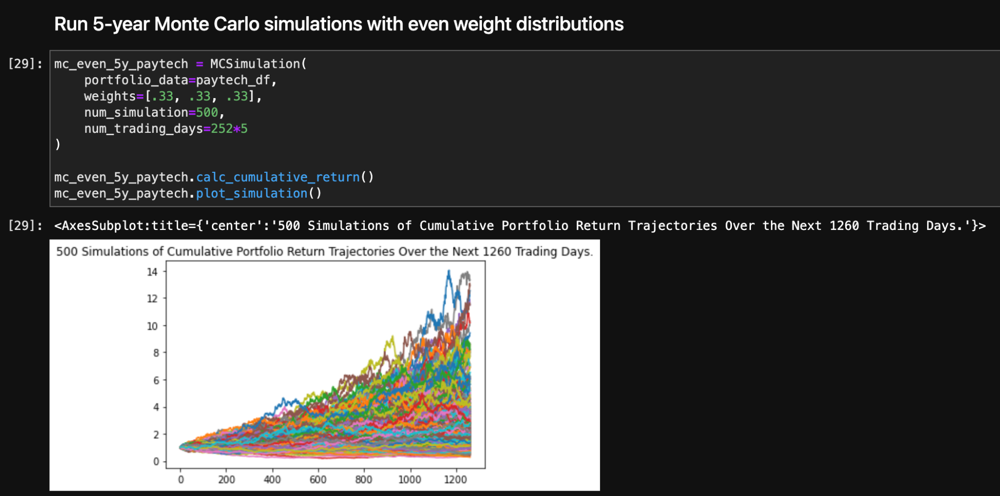 Run 5-year Monte Carlo simulations with even weight distributions
[29]: mc_even_5y_paytech = MCSimulation(
    portfolio_data=paytech_df,
    weights=[.33, .33, .33],
    num_simulation=500,
    num_trading_days=252*5
)
mc_even_5y_paytech.calc_cumulative_return()
mc_even_5y_paytech.plot_simulation()
[29]: <AxesSubplot:title={'center':'500 Simulations of Cumulative Portfolio Return Trajectories Over the Next 1260 Trading Days.'}>
500 Simulations of Cumulative Portfolio Return Trajectories Over the Next 1260 Trading Days.
14
12
10
8
6
4
2
0
0 200 400 600 800 1000 1200